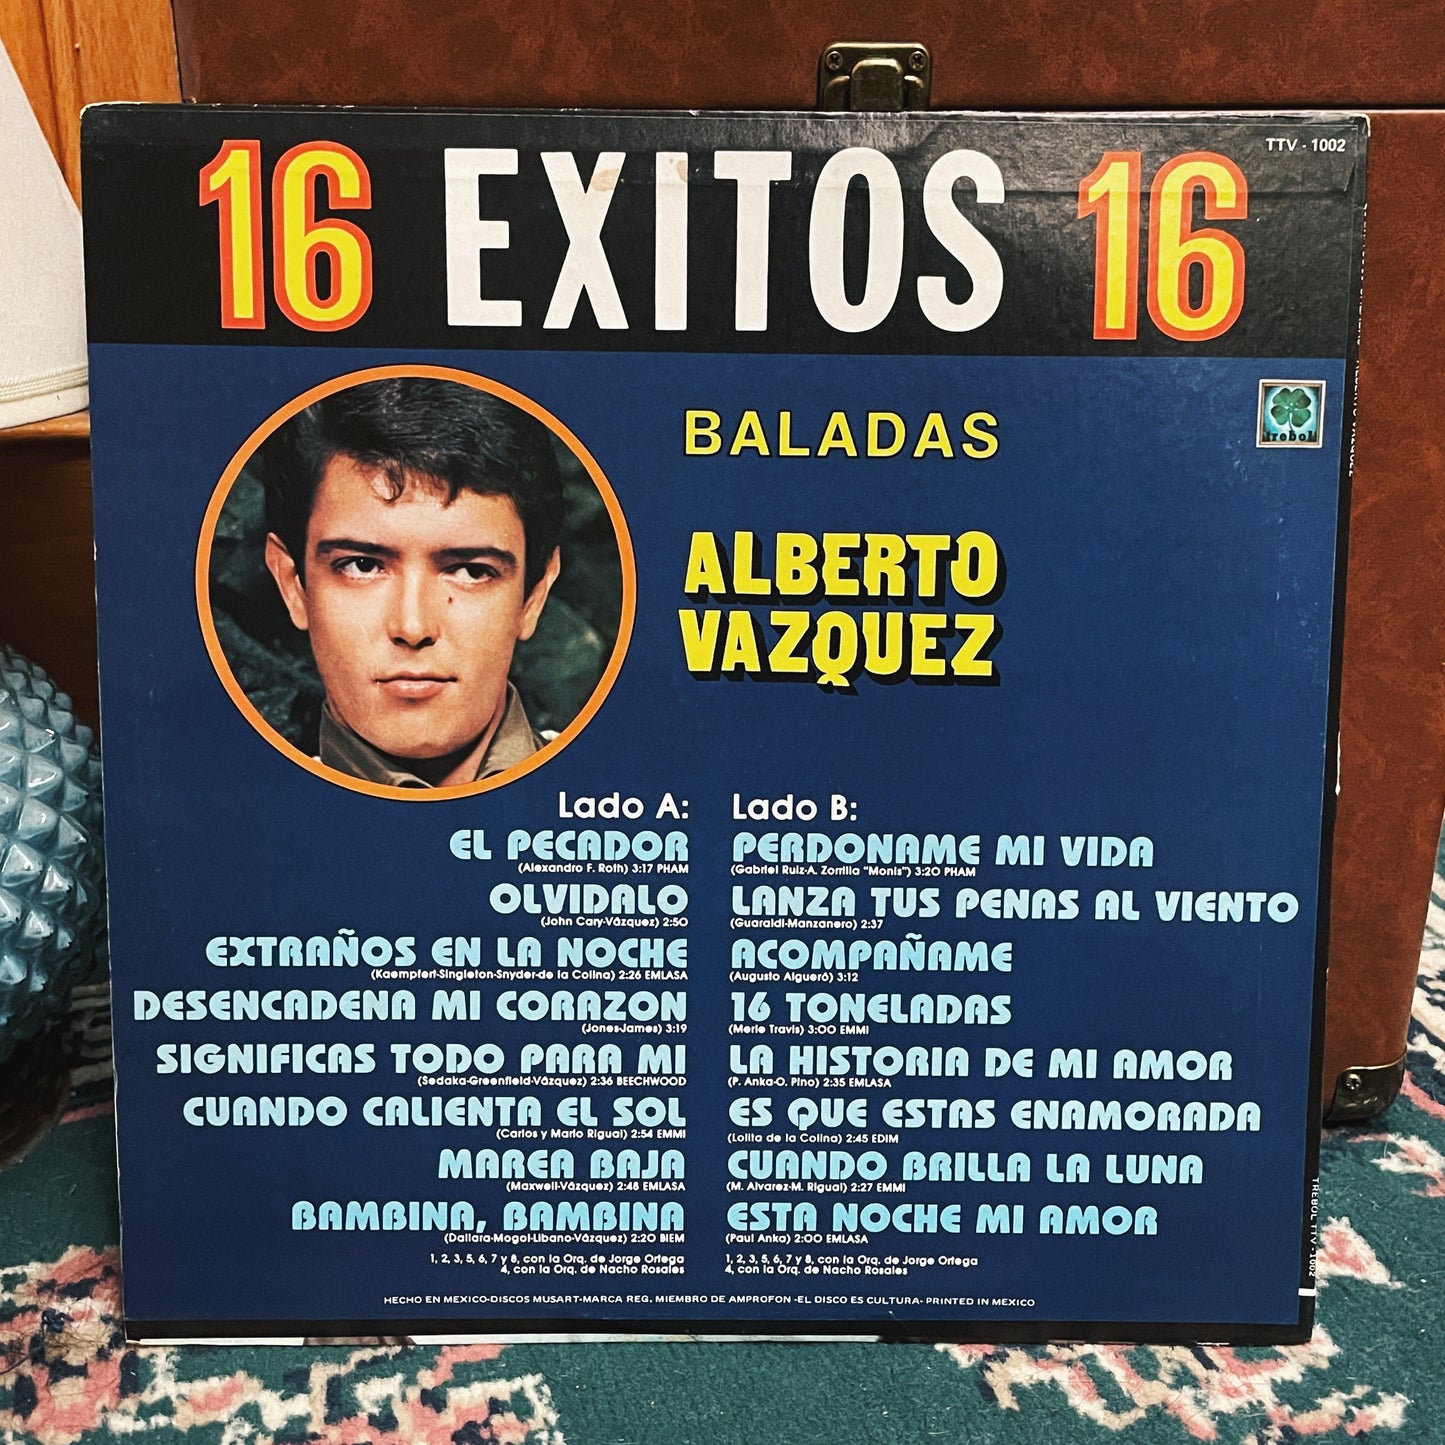 TTV - 1002
16 EXITOS 16
BALADAS
trebol
ALBERTO
VAZQUEZ
Lado A:
EL PECADOR
(Alexandro F. Roth) 3:17 PHAM
OLVIDALO
(John Cary-Vázquez) 2:50
EXTRAÑOS EN LA NOCHE
(Kaempfert-Singleton-Snyder-de la Colina) 2:26 EMLASA
DESENCADENA MI CORAZON
(Jones-James) 3:19
SIGNIFICAS TODO PARA MI
(Sedaka-Greenfield-Vázquez) 2:36 BEECHWOOD
CUANDO CALIENTA EL SOL
(Carlos y Mario Rigual) 2:54 EMMI
MAREA BAJA
(Maxwell-Vázquez) 2:48 EMLASA
BAMBINA, BAMBINA
(Dallara-Mogol-Libano-Vázquez) 2:20 BIEM
1, 2, 3, 5, 6, 7 y 8, con la Orq. de Jorge Ortega
4, con la Orq. de Nacho Rosales
Lado B:
PERDONAME MI VIDA
(Gabriel Ruiz-A. Zorrilla "Monis") 3:20 PHAM
LANZA TUS PENAS AL VIENTO
(Guaraldi-Manzanero) 2:37
ACOMPAÑAME
(Augusto Algueró) 3:12
16 TONELADAS
(Merle Travis) 3:00 EMMI
LA HISTORIA DE MI AMOR
(P. Anka-O. Pino) 2:35 EMLASA
ES QUE ESTAS ENAMORADA
(Lolita de la Colina) 2:45 EDIM
CUANDO BRILLA LA LUNA
(M. Alvarez-M. Rigual) 2:27 EMMI
ESTA NOCHE MI AMOR
(Paul Anka) 2:00 EMLASA
1, 2, 3, 5, 6, 7 y 8, con la Orq. de Jorge Ortega
4, con la Orq. de Nacho Rosales
HECHO EN MEXICO-DISCOS MUSART-MARCA REG. MIEMBRO DE AMPROFON -EL DISCO ES CULTURA- PRINTED IN MEXICO
ALBERTO VAZQUEZ
TREBOL TTV - 1002